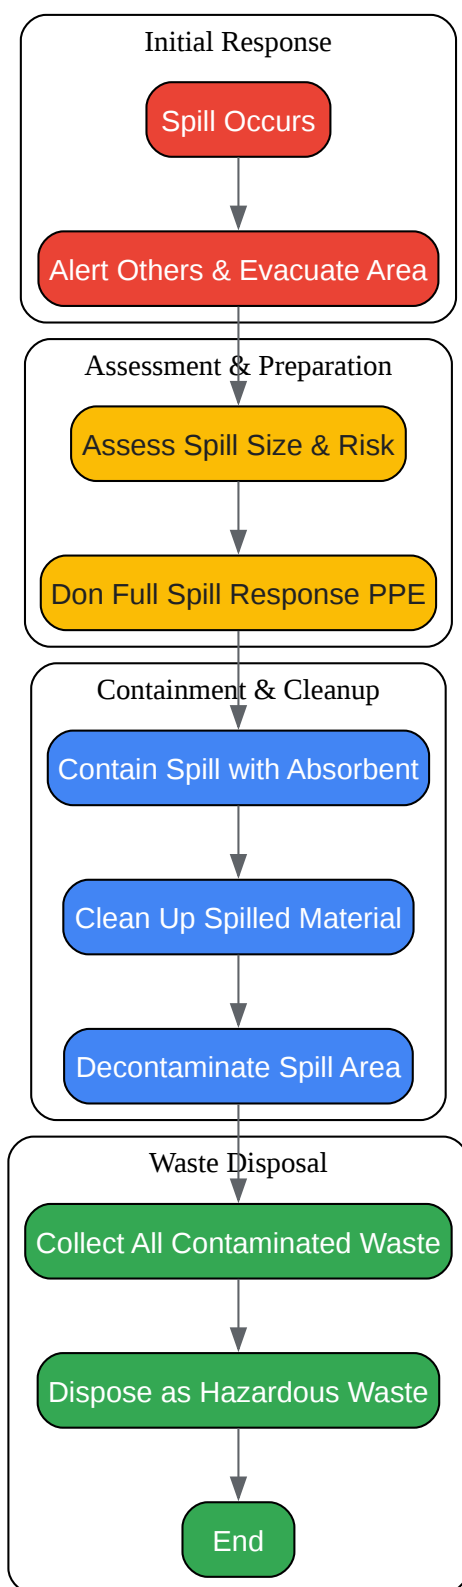 Initial Response
Spill Occurs
Alert Others & Evacuate Area
Assessment & Preparation
Assess Spill Size & Risk
Don Full Spill Response PPE
Containment & Cleanup
Contain Spill with Absorbent
Clean Up Spilled Material
Decontaminate Spill Area
Waste Disposal
Collect All Contaminated Waste
Dispose as Hazardous Waste
End